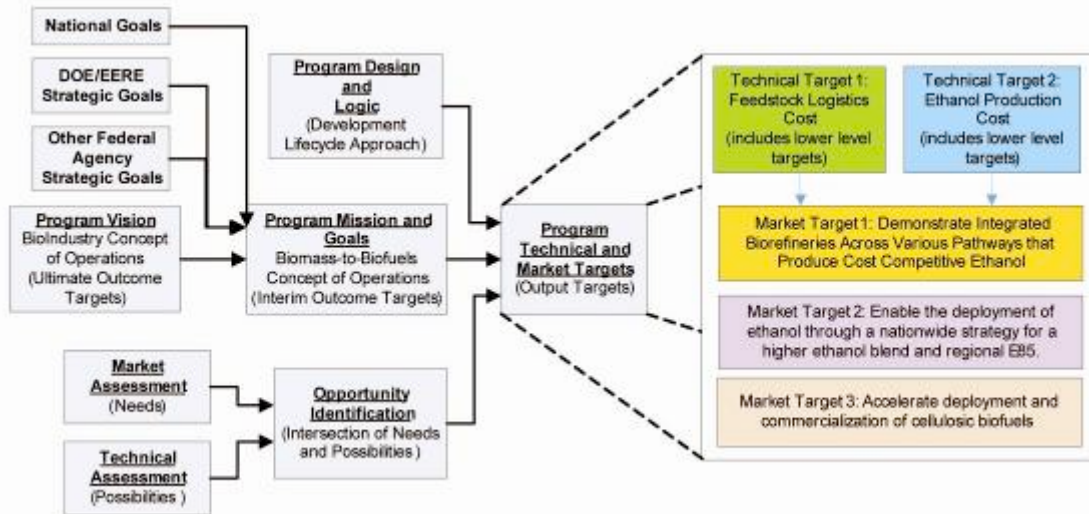 National Goals
DOE/EERE
Strategic Goals
Other Federal
Agency
Strategic Goals
Program Vision
BioIndustry Concept
of Operations
(Ultimate Outcome
Targets)
Program Design
and
Logic
(Development
Lifecycle Approach)
Program Mission and
Goals
Biomass-to-Biofuels
Concept of Operations
(Interim Outcome Targets)
Market
Assessment
(Needs)
Technical
Assessment
(Possibilities )
Opportunity
Identification
(Intersection of Needs
and Possibilities )
Program
Technical and
Market Targets
(Output Targets)
Technical Target 1:
Feedstock Logistics
Cost
(includes lower level
targets)
Technical Target 2:
Ethanol Production
Cost
(includes lower level
targets)
Market Target 1: Demonstrate Integrated
Biorefineries Across Various Pathways that
Produce Cost Competitive Ethanol
Market Target 2: Enable the deployment of
ethanol through a nationwide strategy for a
higher ethanol blend and regional E85.
Market Target 3: Accelerate deployment and
commercialization of cellulosic biofuels